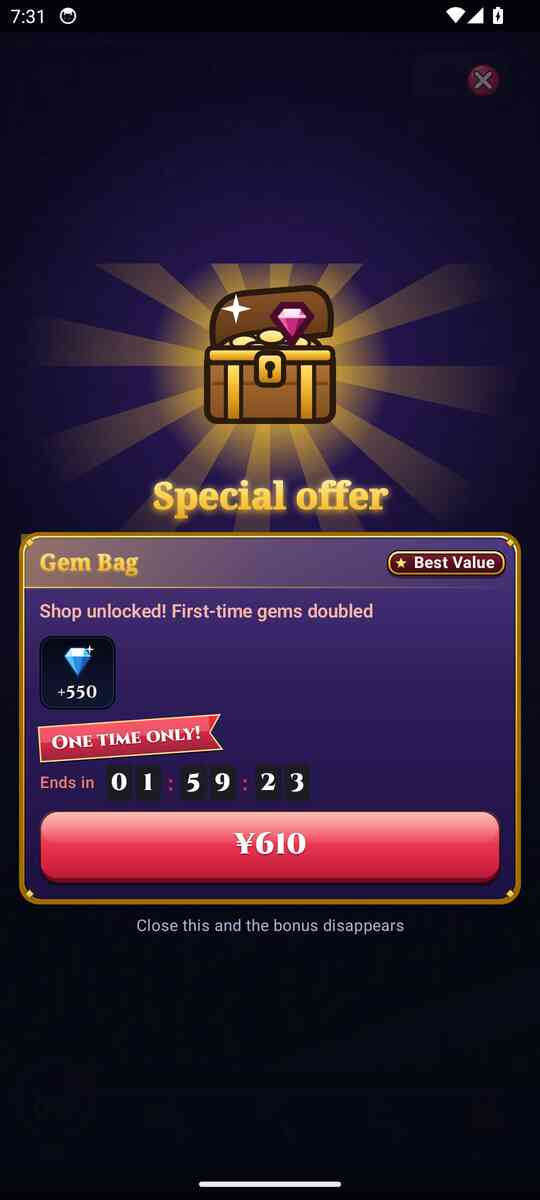 7:31
Special offer
Gem Bag
Best Value
Shop unlocked! First-time gems doubled
+550
ONE TIME ONLY!
Ends in 01:59:23
¥610
Close this and the bonus disappears